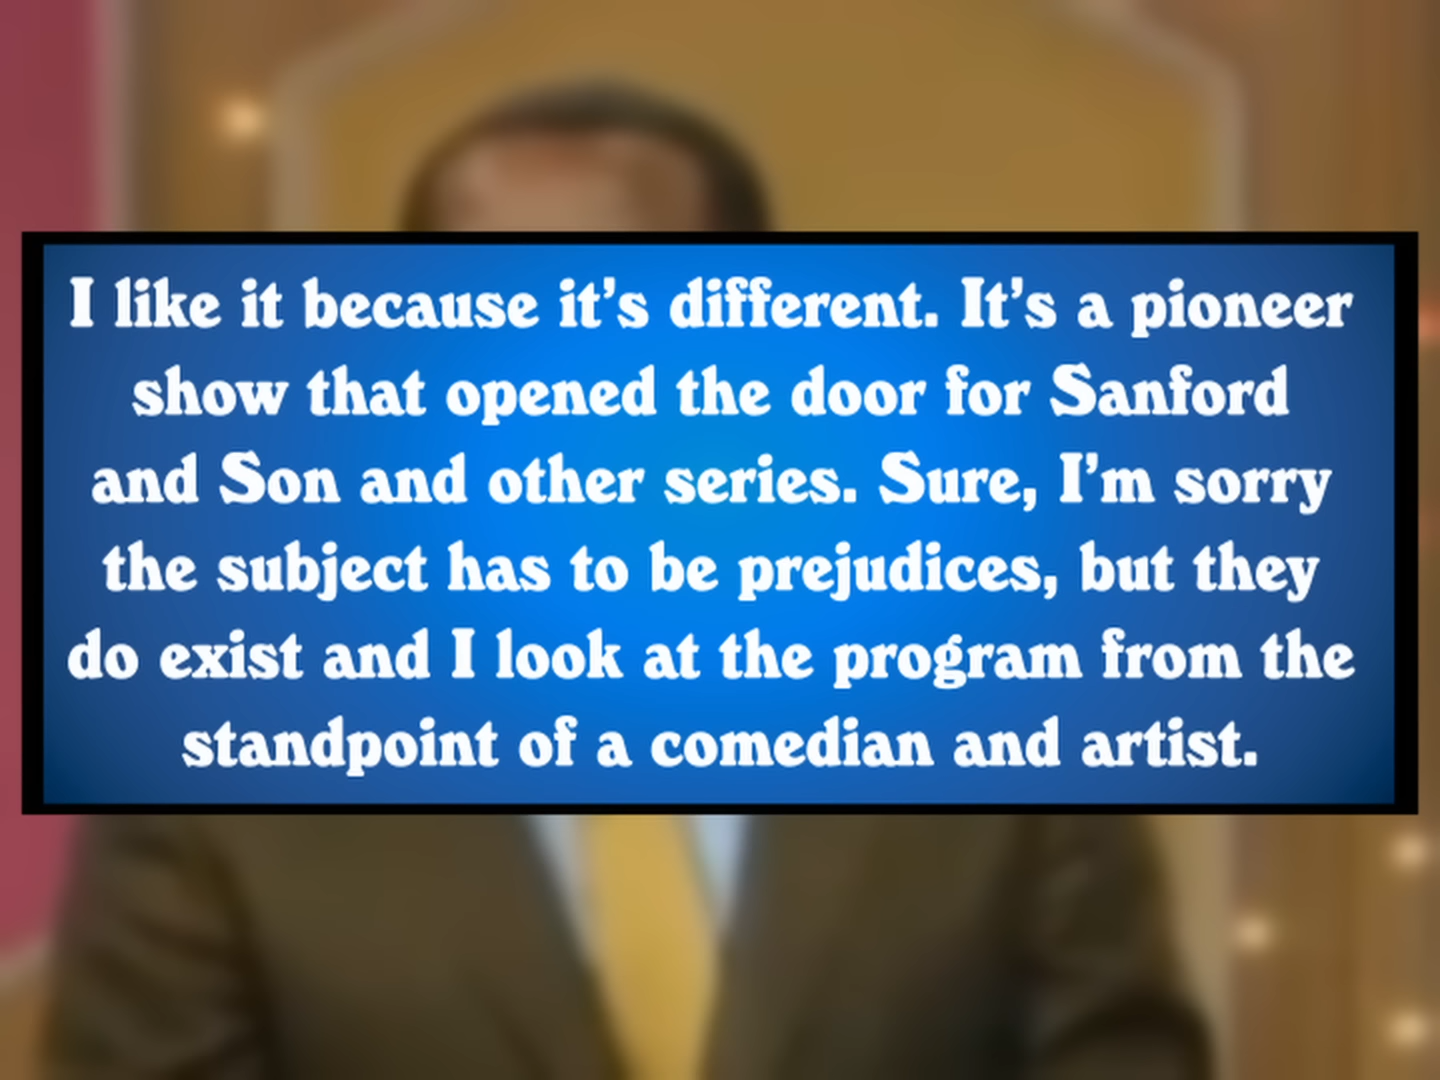 I like it because it's different. It's a pioneer
show that opened the door for Sanford
and Son and other series. Sure, I'm sorry
the subject has to be prejudices, but they
do exist and I look at the program from the
standpoint of a comedian and artist.